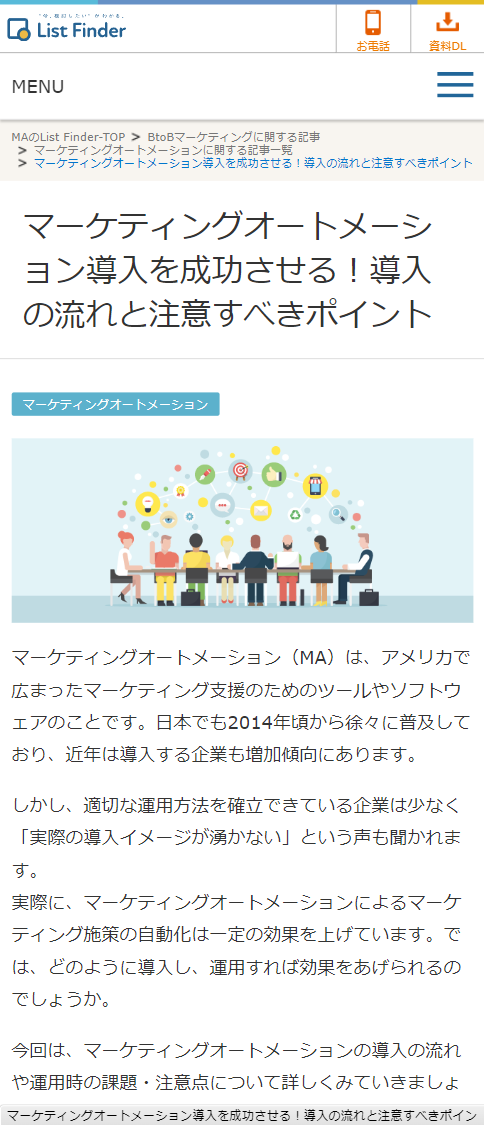 "今、検討したい"がわかる。
List Finder
お電話
資料DL
MENU
MAのList Finder-TOP > BtoBマーケティングに関する記事
> マーケティングオートメーションに関する記事一覧
> マーケティングオートメーション導入を成功させる！導入の流れと注意すべきポイント
マーケティングオートメーシ
ョン導入を成功させる！導入
の流れと注意すべきポイント
マーケティングオートメーション
マーケティングオートメーション（MA）は、アメリカで
広まったマーケティング支援のためのツールやソフトウ
ェアのことです。日本でも2014年頃から徐々に普及して
おり、近年は導入する企業も増加傾向にあります。
しかし、適切な運用方法を確立できている企業は少なく
「実際の導入イメージが湧かない」という声も聞かれま
す。
実際に、マーケティングオートメーションによるマーケ
ティング施策の自動化は一定の効果を上げています。で
は、どのように導入し、運用すれば効果をあげられるの
でしょうか。
今回は、マーケティングオートメーションの導入の流れ
や運用時の課題・注意点について詳しくみていきましょ
マーケティングオートメーション導入を成功させる！導入の流れと注意すべきポイン